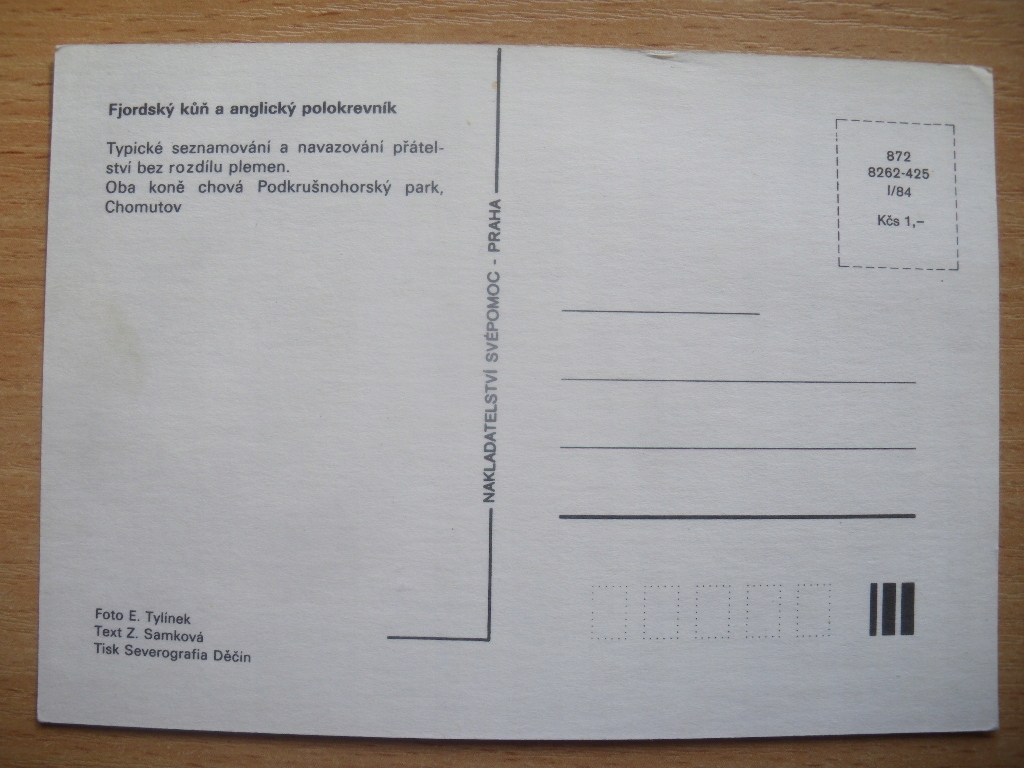 Fjordský kůň a anglický polokrevník
Typické seznamování a navazování přátel-
ství bez rozdílu plemen.
Oba koně chová Podkrušnohorský park,
Chomutov
Foto E. Tylínek
Text Z. Samková
Tisk Severografia Děčín
NAKLADATELSTVÍ SVÉPOMOC - PRAHA
872
8262-425
I/84
Kčs 1,–